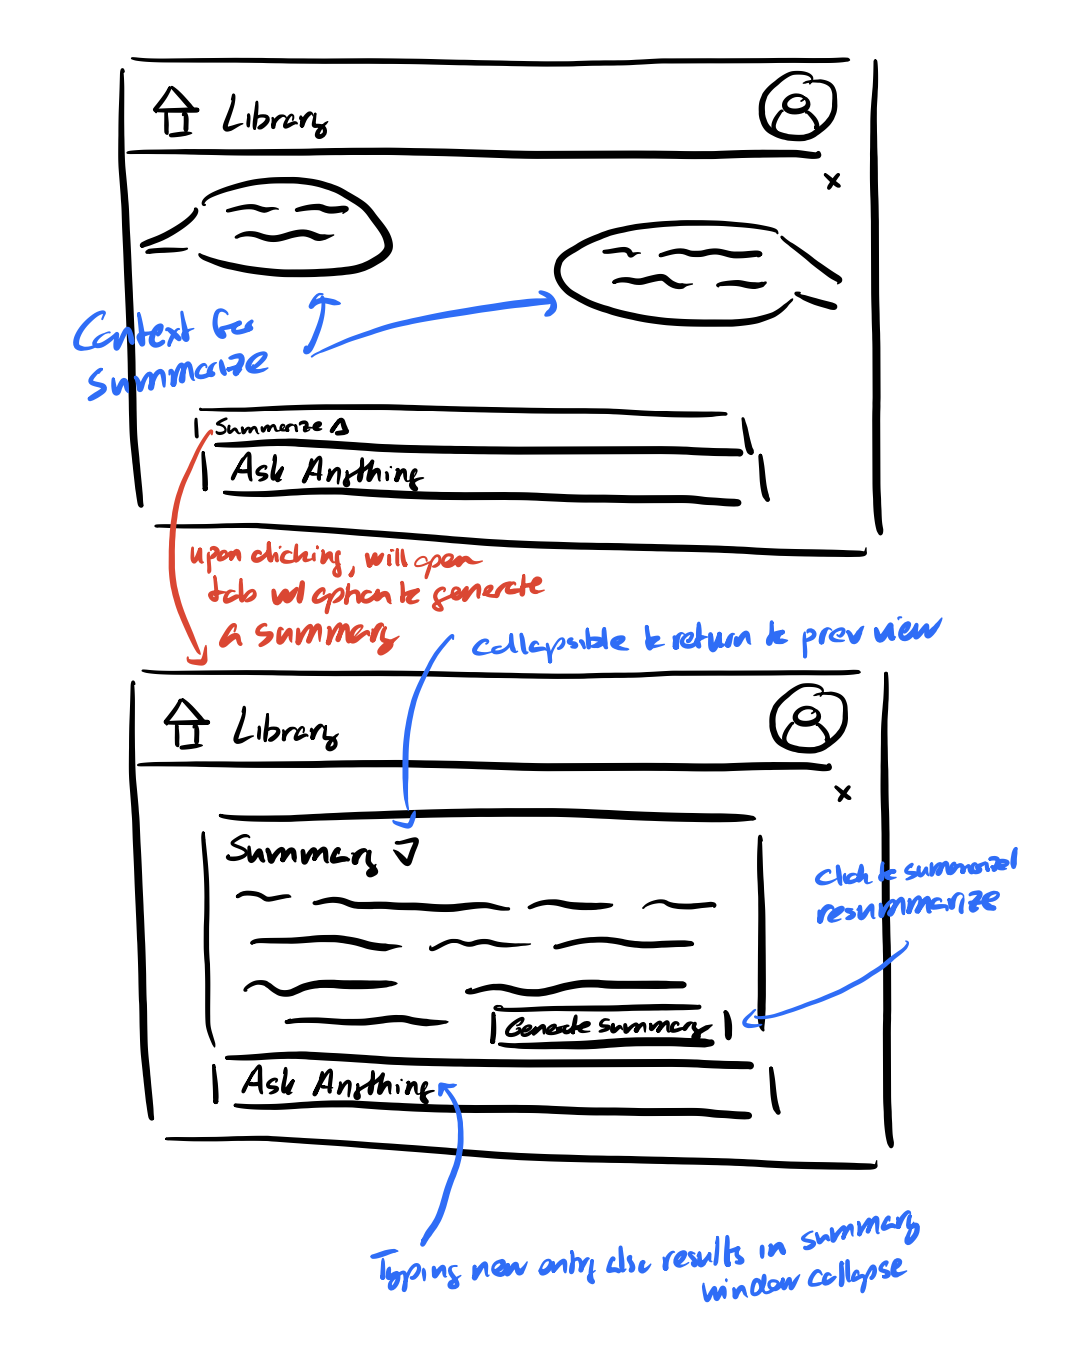 Library
x
Context for
summarize
Summarize
Ask Anything
upon clicking, will open
tab w/ option to generate
a summary
collapsible to return to prev view
Library
x
Summary
click to summarize/
resummarize
Generate summary
Ask Anything
Typing new entry also results in summary
window collapse